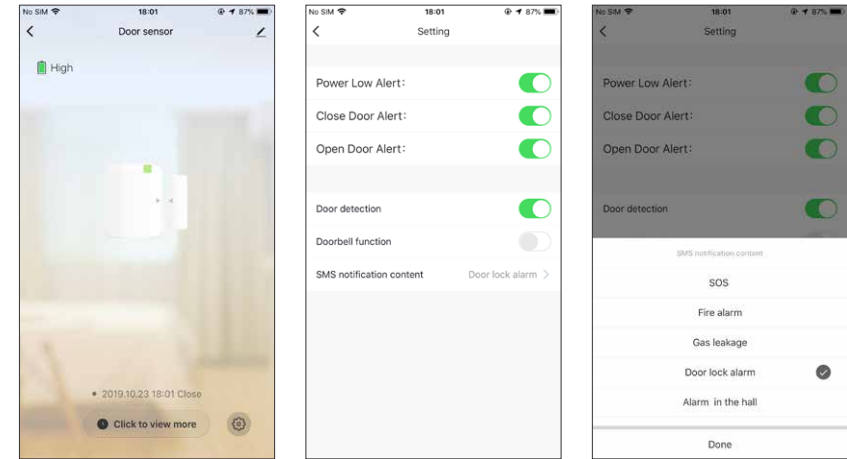 No SIM 18:01 87%
Door sensor
High
2019.10.23 18:01 Close
Click to view more
No SIM 18:01 87%
Setting
Power Low Alert:
Close Door Alert:
Open Door Alert:
Door detection
Doorbell function
SMS notification content Door lock alarm
No SIM 18:01 87%
Setting
Power Low Alert:
Close Door Alert:
Open Door Alert:
Door detection
SMS notification content
SOS
Fire alarm
Gas leakage
Door lock alarm
Alarm in the hall
Done